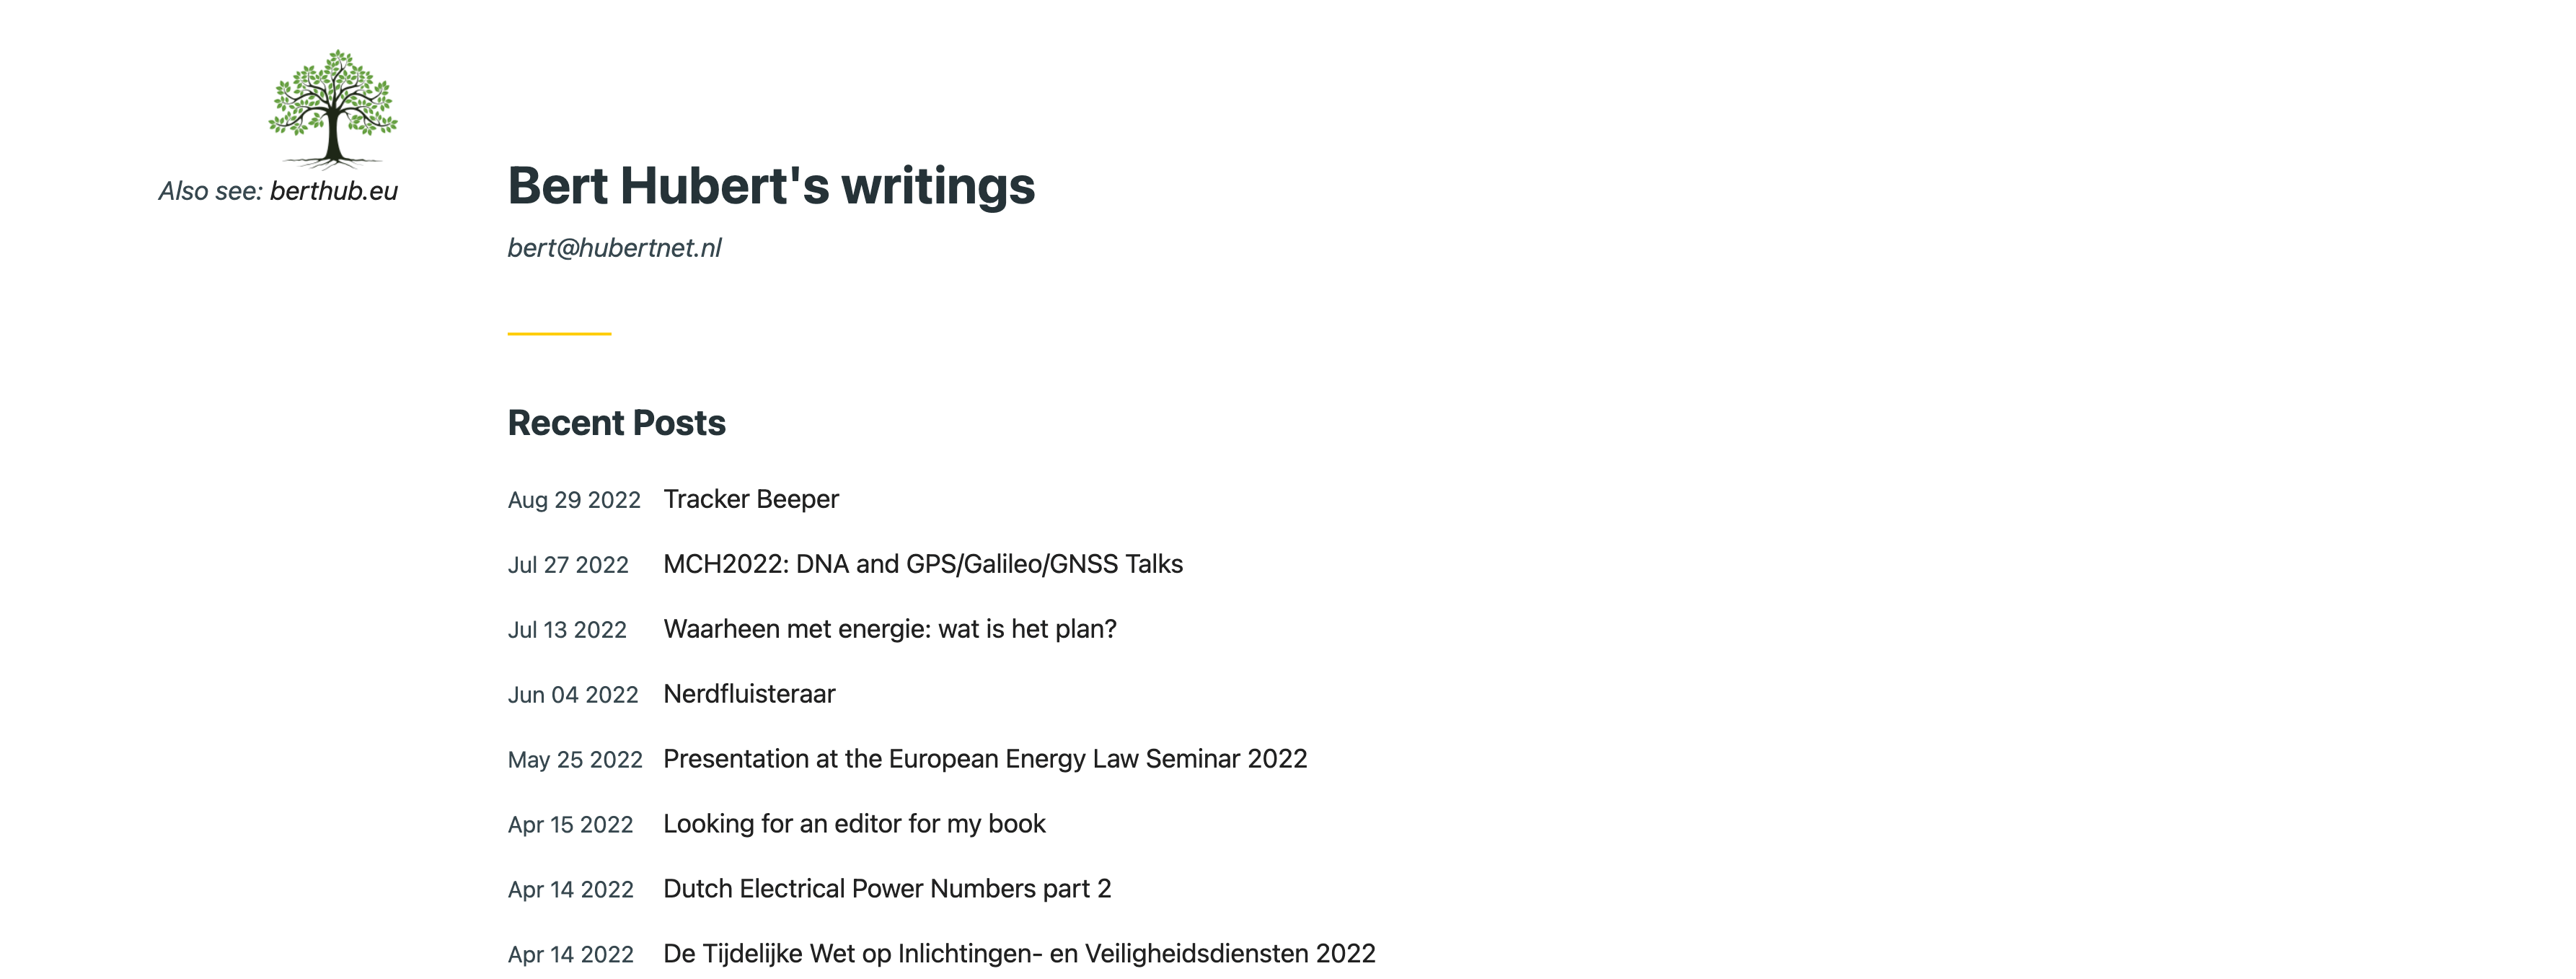 Also see: berthub.eu
Bert Hubert's writings
bert@hubertnet.nl
Recent Posts
Aug 29 2022 Tracker Beeper
Jul 27 2022 MCH2022: DNA and GPS/Galileo/GNSS Talks
Jul 13 2022 Waarheen met energie: wat is het plan?
Jun 04 2022 Nerdfluisteraar
May 25 2022 Presentation at the European Energy Law Seminar 2022
Apr 15 2022 Looking for an editor for my book
Apr 14 2022 Dutch Electrical Power Numbers part 2
Apr 14 2022 De Tijdelijke Wet op Inlichtingen- en Veiligheidsdiensten 2022